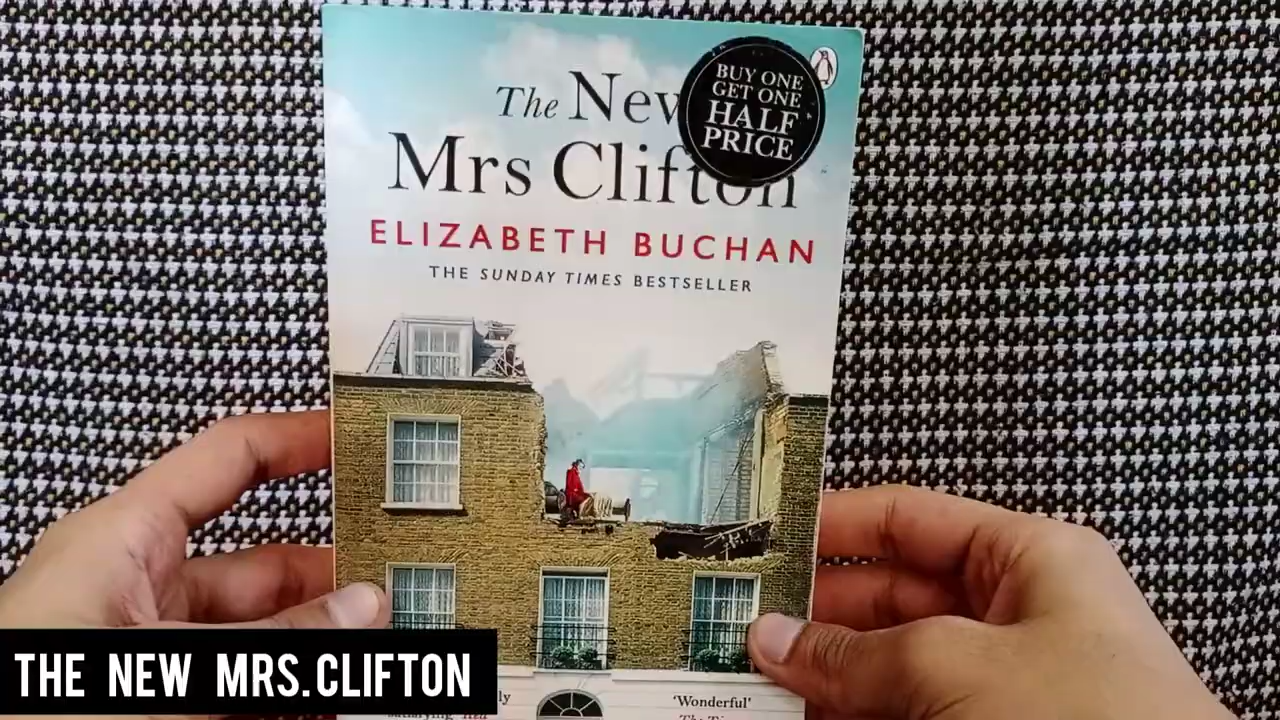 The New
Mrs Clifton
BUY ONE
GET ONE
HALF
PRICE
ELIZABETH BUCHAN
THE SUNDAY TIMES BESTSELLER
'Wonderful'
THE NEW MRS.CLIFTON